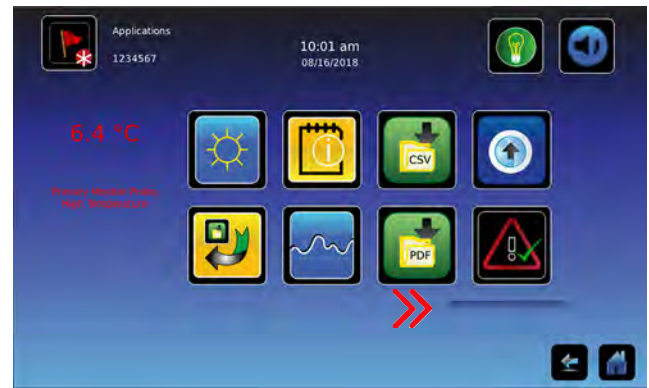 Applications
1234567
10:01 am
08/16/2018
6.4 °C
CSV
PDF